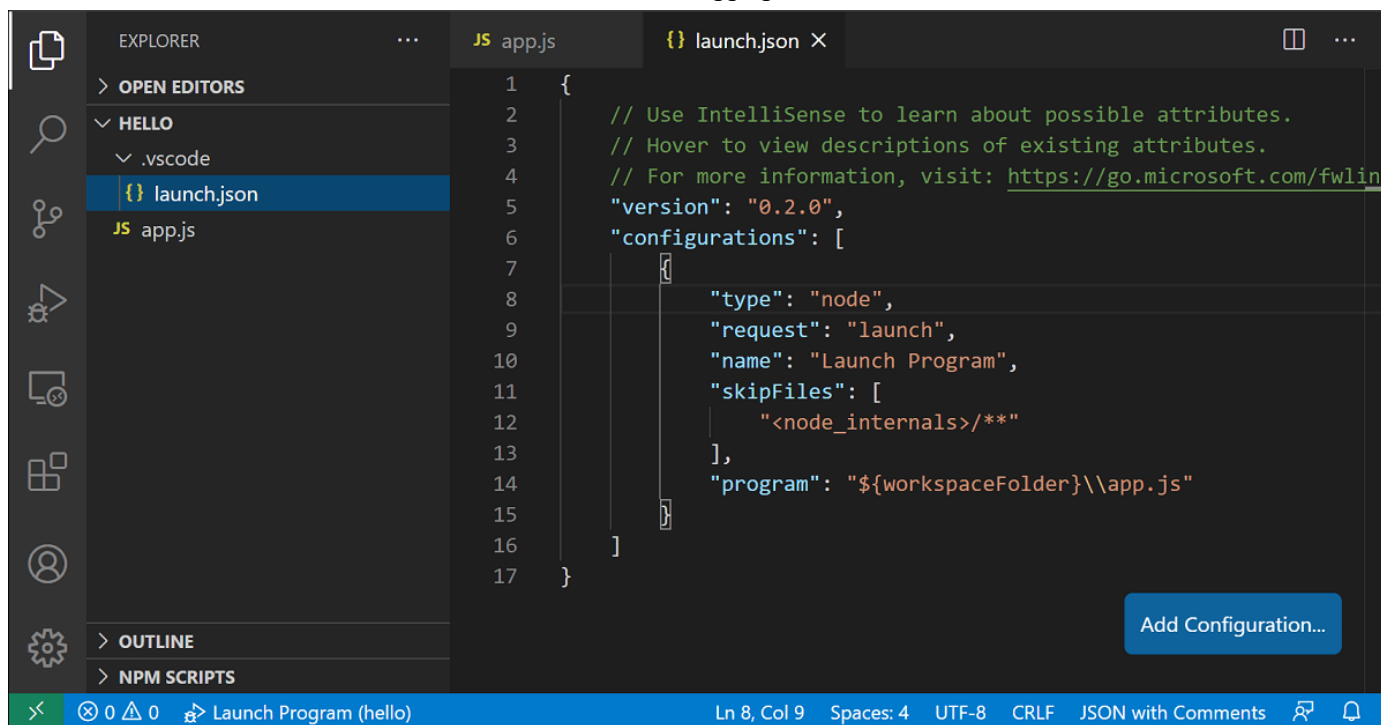 EXPLORER
···
JS app.js
{} launch.json
> OPEN EDITORS
HELLO
.vscode
{} launch.json
JS app.js
1 {
2 // Use IntelliSense to learn about possible attributes.
3 // Hover to view descriptions of existing attributes.
4 // For more information, visit: https://go.microsoft.com/fwlin
5 "version": "0.2.0",
6 "configurations": [
7 {
8 "type": "node",
9 "request": "launch",
10 "name": "Launch Program",
11 "skipFiles": [
12 "<node_internals>/**"
13 ],
14 "program": "${workspaceFolder}\\app.js"
15 }
16 ]
17 }
Add Configuration...
> OUTLINE
> NPM SCRIPTS
0 0 Launch Program (hello) Ln 8, Col 9 Spaces: 4 UTF-8 CRLF JSON with Comments